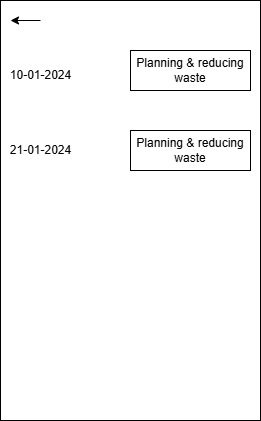 10-01-2024
Planning & reducing
waste
21-01-2024
Planning & reducing
waste